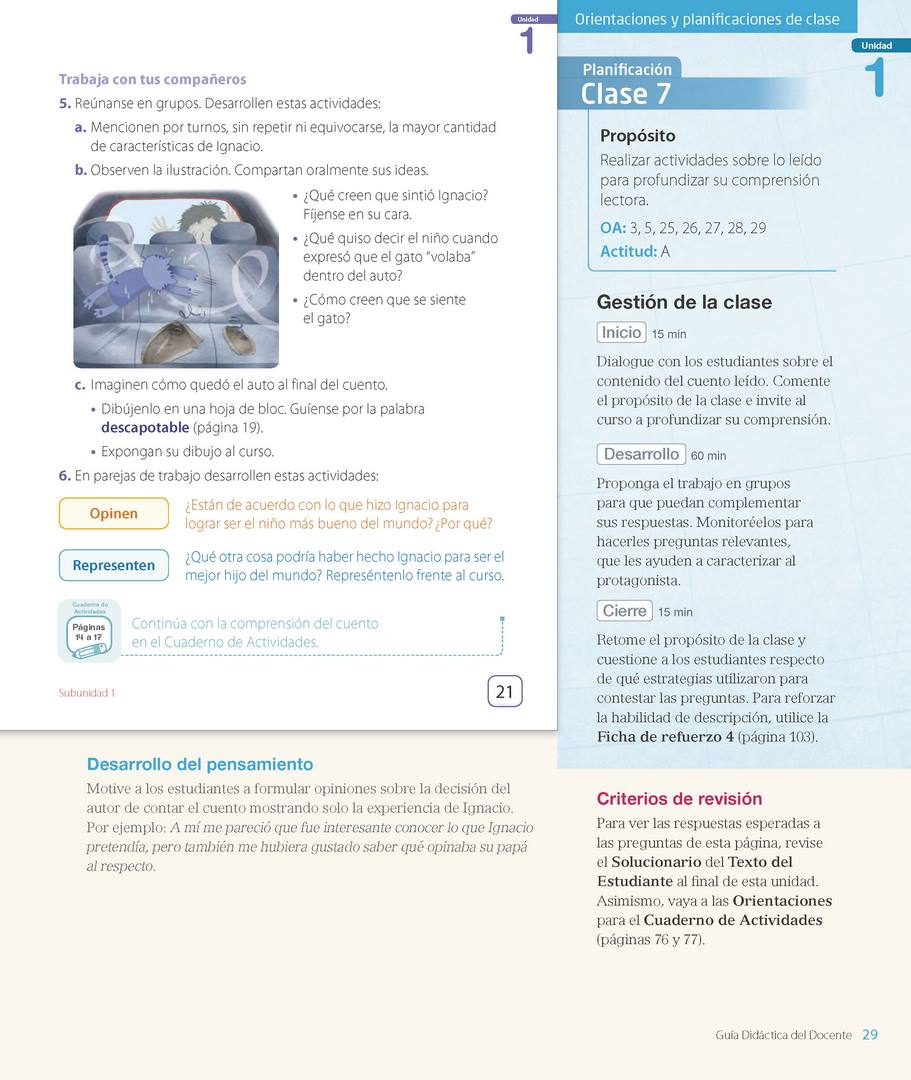 Unidad
1
Trabaja con tus compañeros
5. Reúnanse en grupos. Desarrollen estas actividades:
a. Mencionen por turnos, sin repetir ni equivocarse, la mayor cantidad
de características de Ignacio.
b. Observen la ilustración. Compartan oralmente sus ideas.
• ¿Qué creen que sintió Ignacio?
Fíjense en su cara.
• ¿Qué quiso decir el niño cuando
expresó que el gato “volaba”
dentro del auto?
• ¿Cómo creen que se siente
el gato?
c. Imaginen cómo quedó el auto al final del cuento.
• Dibújenlo en una hoja de bloc. Guíense por la palabra
descapotable (página 19).
• Expongan su dibujo al curso.
6. En parejas de trabajo desarrollen estas actividades:
Opinen
¿Están de acuerdo con lo que hizo Ignacio para
lograr ser el niño más bueno del mundo? ¿Por qué?
Representen
¿Qué otra cosa podría haber hecho Ignacio para ser el
mejor hijo del mundo? Represéntenlo frente al curso.
Cuaderno de
Actividades
Páginas
14 a 17
Continúa con la comprensión del cuento
en el Cuaderno de Actividades.
Subunidad 1
21
Desarrollo del pensamiento
Motive a los estudiantes a formular opiniones sobre la decisión del
autor de contar el cuento mostrando solo la experiencia de Ignacio.
Por ejemplo: A mí me pareció que fue interesante conocer lo que Ignacio
pretendía, pero también me hubiera gustado saber qué opinaba su papá
al respecto.
Orientaciones y planificaciones de clase
Unidad
1
Planificación
Clase 7
Propósito
Realizar actividades sobre lo leído
para profundizar su comprensión
lectora.
OA: 3, 5, 25, 26, 27, 28, 29
Actitud: A
Gestión de la clase
Inicio 15 min
Dialogue con los estudiantes sobre el
contenido del cuento leído. Comente
el propósito de la clase e invite al
curso a profundizar su comprensión.
Desarrollo 60 min
Proponga el trabajo en grupos
para que puedan complementar
sus respuestas. Monitoréelos para
hacerles preguntas relevantes,
que les ayuden a caracterizar al
protagonista.
Cierre 15 min
Retome el propósito de la clase y
cuestione a los estudiantes respecto
de qué estrategias utilizaron para
contestar las preguntas. Para reforzar
la habilidad de descripción, utilice la
Ficha de refuerzo 4 (página 103).
Criterios de revisión
Para ver las respuestas esperadas a
las preguntas de esta página, revise
el Solucionario del Texto del
Estudiante al final de esta unidad.
Asimismo, vaya a las Orientaciones
para el Cuaderno de Actividades
(páginas 76 y 77).
Guía Didáctica del Docente 29